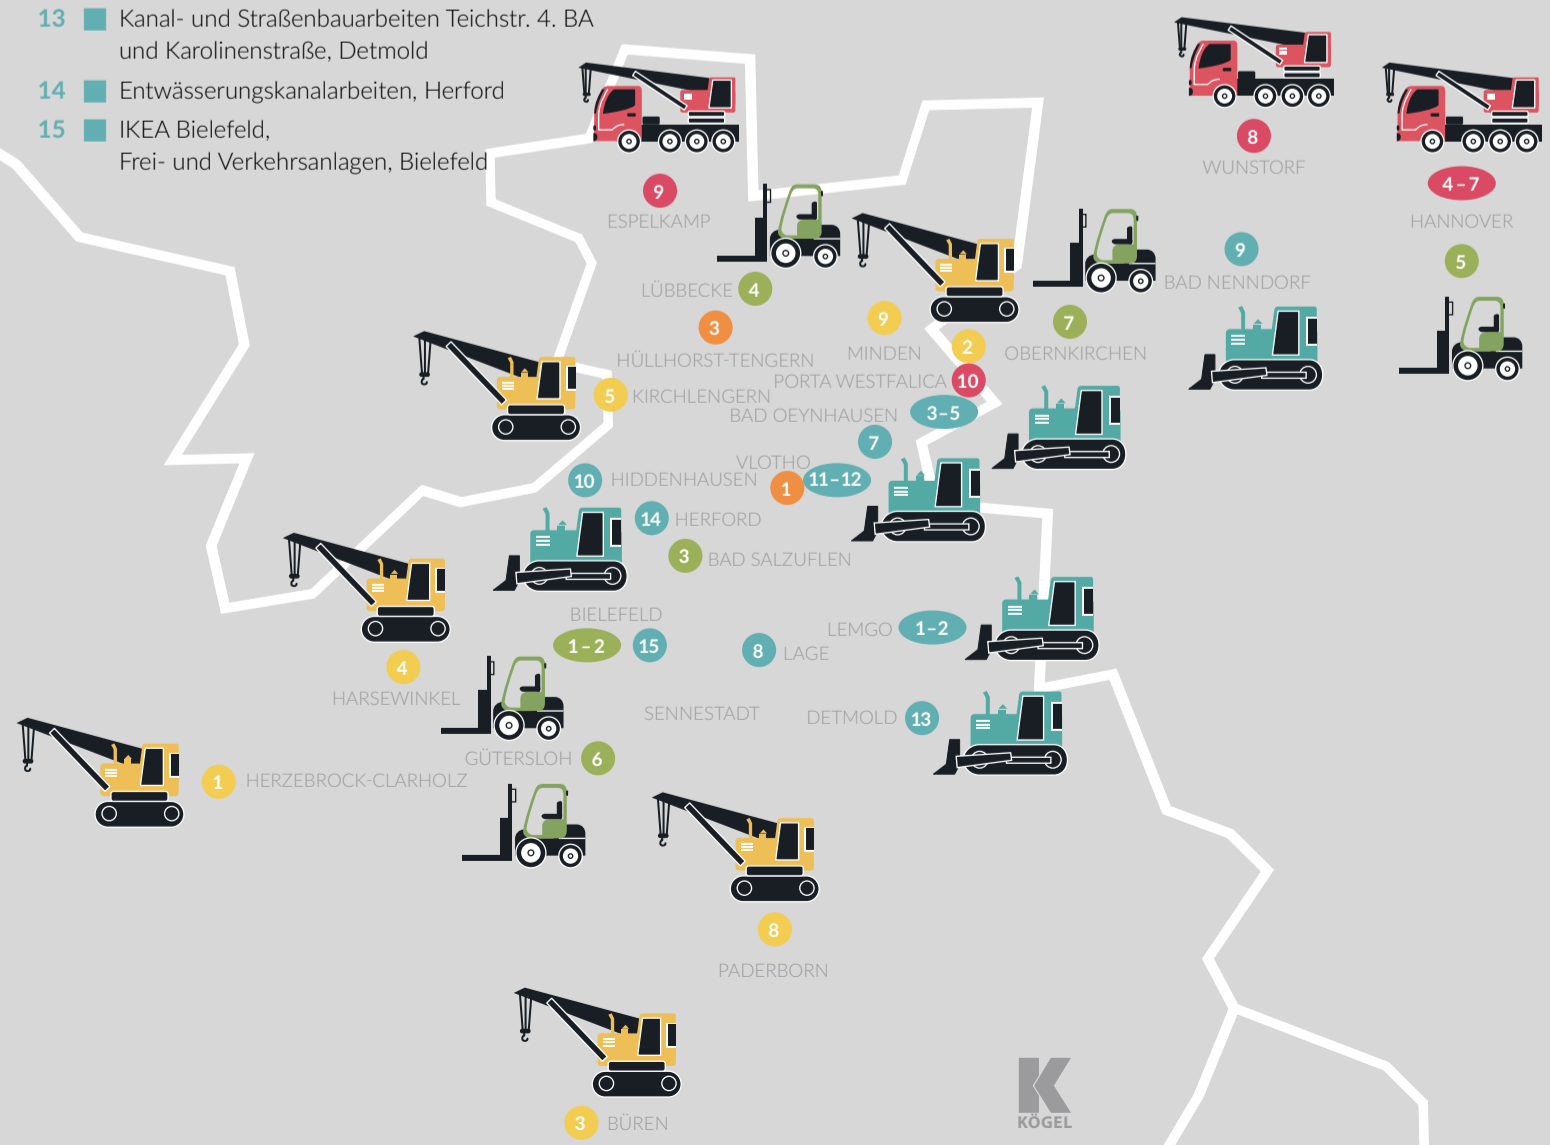 13 Kanal- und Straßenbauarbeiten Teichstr. 4. BA
und Karolinenstraße, Detmold
14 Entwässerungskanalarbeiten, Herford
15 IKEA Bielefeld,
Frei- und Verkehrsanlagen, Bielefeld
8
WUNSTORF
4–7
HANNOVER
5
9
ESPELKAMP
9
BAD NENNDORF
LÜBBECKE 4
3
HÜLLHORST-TENGERN
9
MINDEN
2
7
OBERNKIRCHEN
PORTA WESTFALICA 10
5 KIRCHLENGERN
BAD OEYNHAUSEN 3–5
7
VLOTHO
1 11–12
10 HIDDENHAUSEN
14 HERFORD
3 BAD SALZUFLEN
BIELEFELD
1–2 15
LEMGO 1–2
8 LAGE
4
HARSEWINKEL
SENNESTADT
DETMOLD 13
GÜTERSLOH 6
1 HERZEBROCK-CLARHOLZ
8
PADERBORN
3 BÜREN
K
KÖGEL